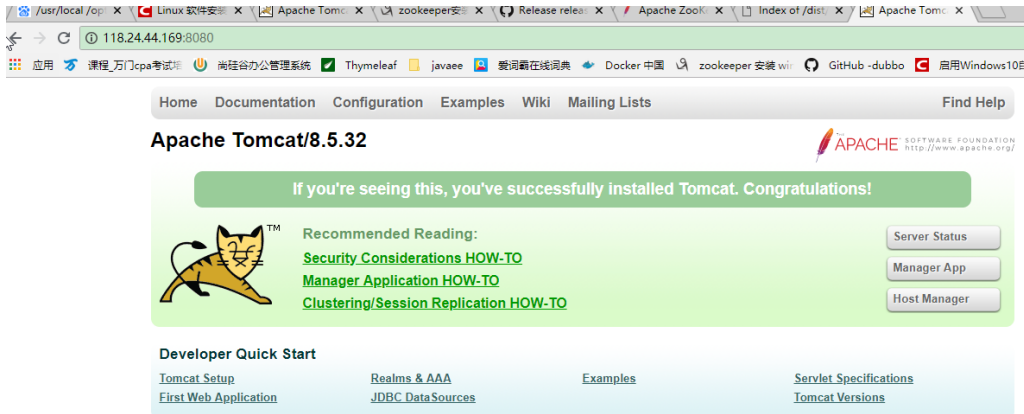 /usr/local /op
Linux 软件安
Apache Tomc
zookeeper安
Release relea
Apache Zoo
Index of /dist
Apache Tomc
118.24.44.169:8080
应用
课程_万门cpa考试培
尚硅谷办公管理系统
Thymeleaf
javaee
爱词霸在线词典
Docker 中国
zookeeper 安装 win
GitHub -dubbo
启用Windows10自
Home Documentation Configuration Examples Wiki Mailing Lists Find Help
Apache Tomcat/8.5.32
THE
APACHE
SOFTWARE FOUNDATION
http://www.apache.org/
If you're seeing this, you've successfully installed Tomcat. Congratulations!
TM
Recommended Reading:
Security Considerations HOW-TO
Manager Application HOW-TO
Clustering/Session Replication HOW-TO
Server Status
Manager App
Host Manager
Developer Quick Start
Tomcat Setup
First Web Application
Realms & AAA
JDBC DataSources
Examples
Servlet Specifications
Tomcat Versions